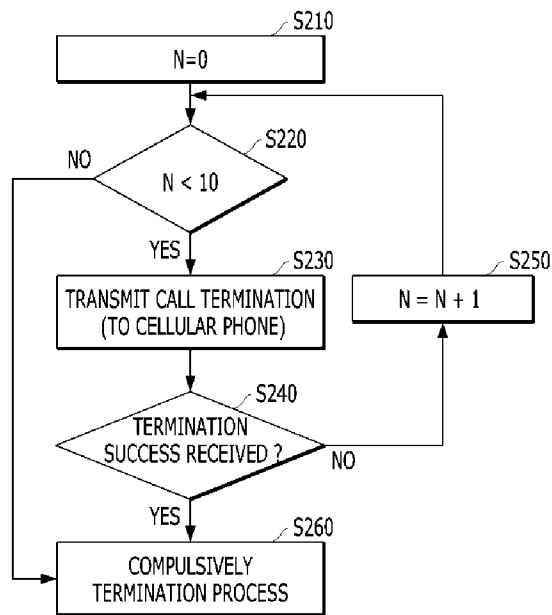 S210
N=0
S220
NO
N < 10
YES
S230
TRANSMIT CALL TERMINATION
(TO CELLULAR PHONE)
S250
N = N + 1
S240
TERMINATION
SUCCESS RECEIVED ?
NO
YES
S260
COMPULSIVELY
TERMINATION PROCESS